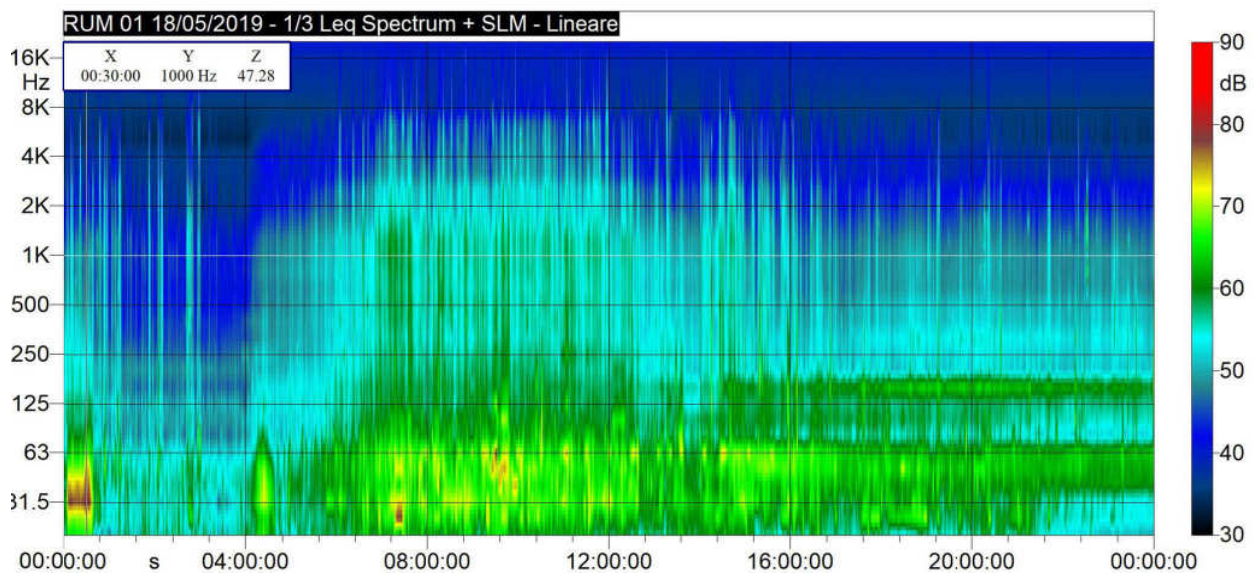 RUM 01 18/05/2019 - 1/3 Leq Spectrum + SLM - Lineare
X Y Z
00:30:00 1000 Hz 47.28
16K
Hz
8K
4K
2K
1K
500
250
125
63
31.5
00:00:00 s 04:00:00 08:00:00 12:00:00 16:00:00 20:00:00 00:00:00
90
dB
80
70
60
50
40
30